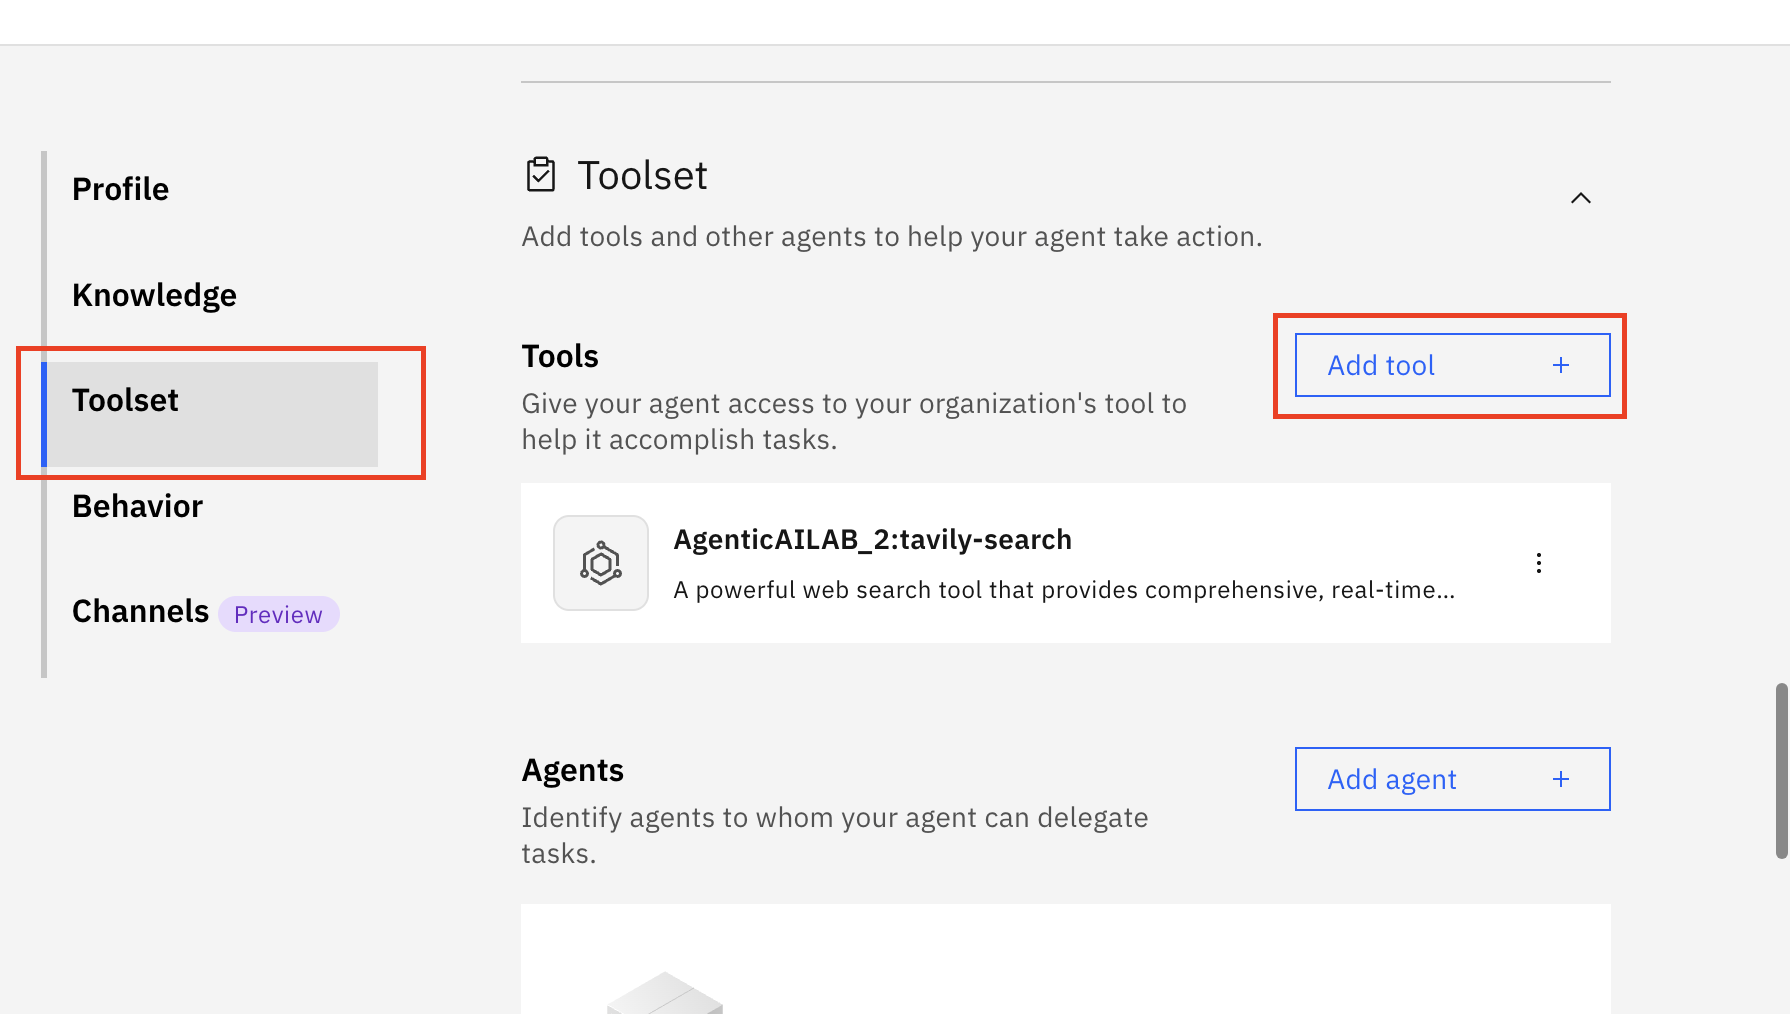 Profile
Knowledge
Toolset
Behavior
Channels Preview
Toolset
Add tools and other agents to help your agent take action.
Tools
Give your agent access to your organization's tool to
help it accomplish tasks.
Add tool +
AgenticAILAB_2:tavily-search
A powerful web search tool that provides comprehensive, real-time...
Agents
Identify agents to whom your agent can delegate
tasks.
Add agent +